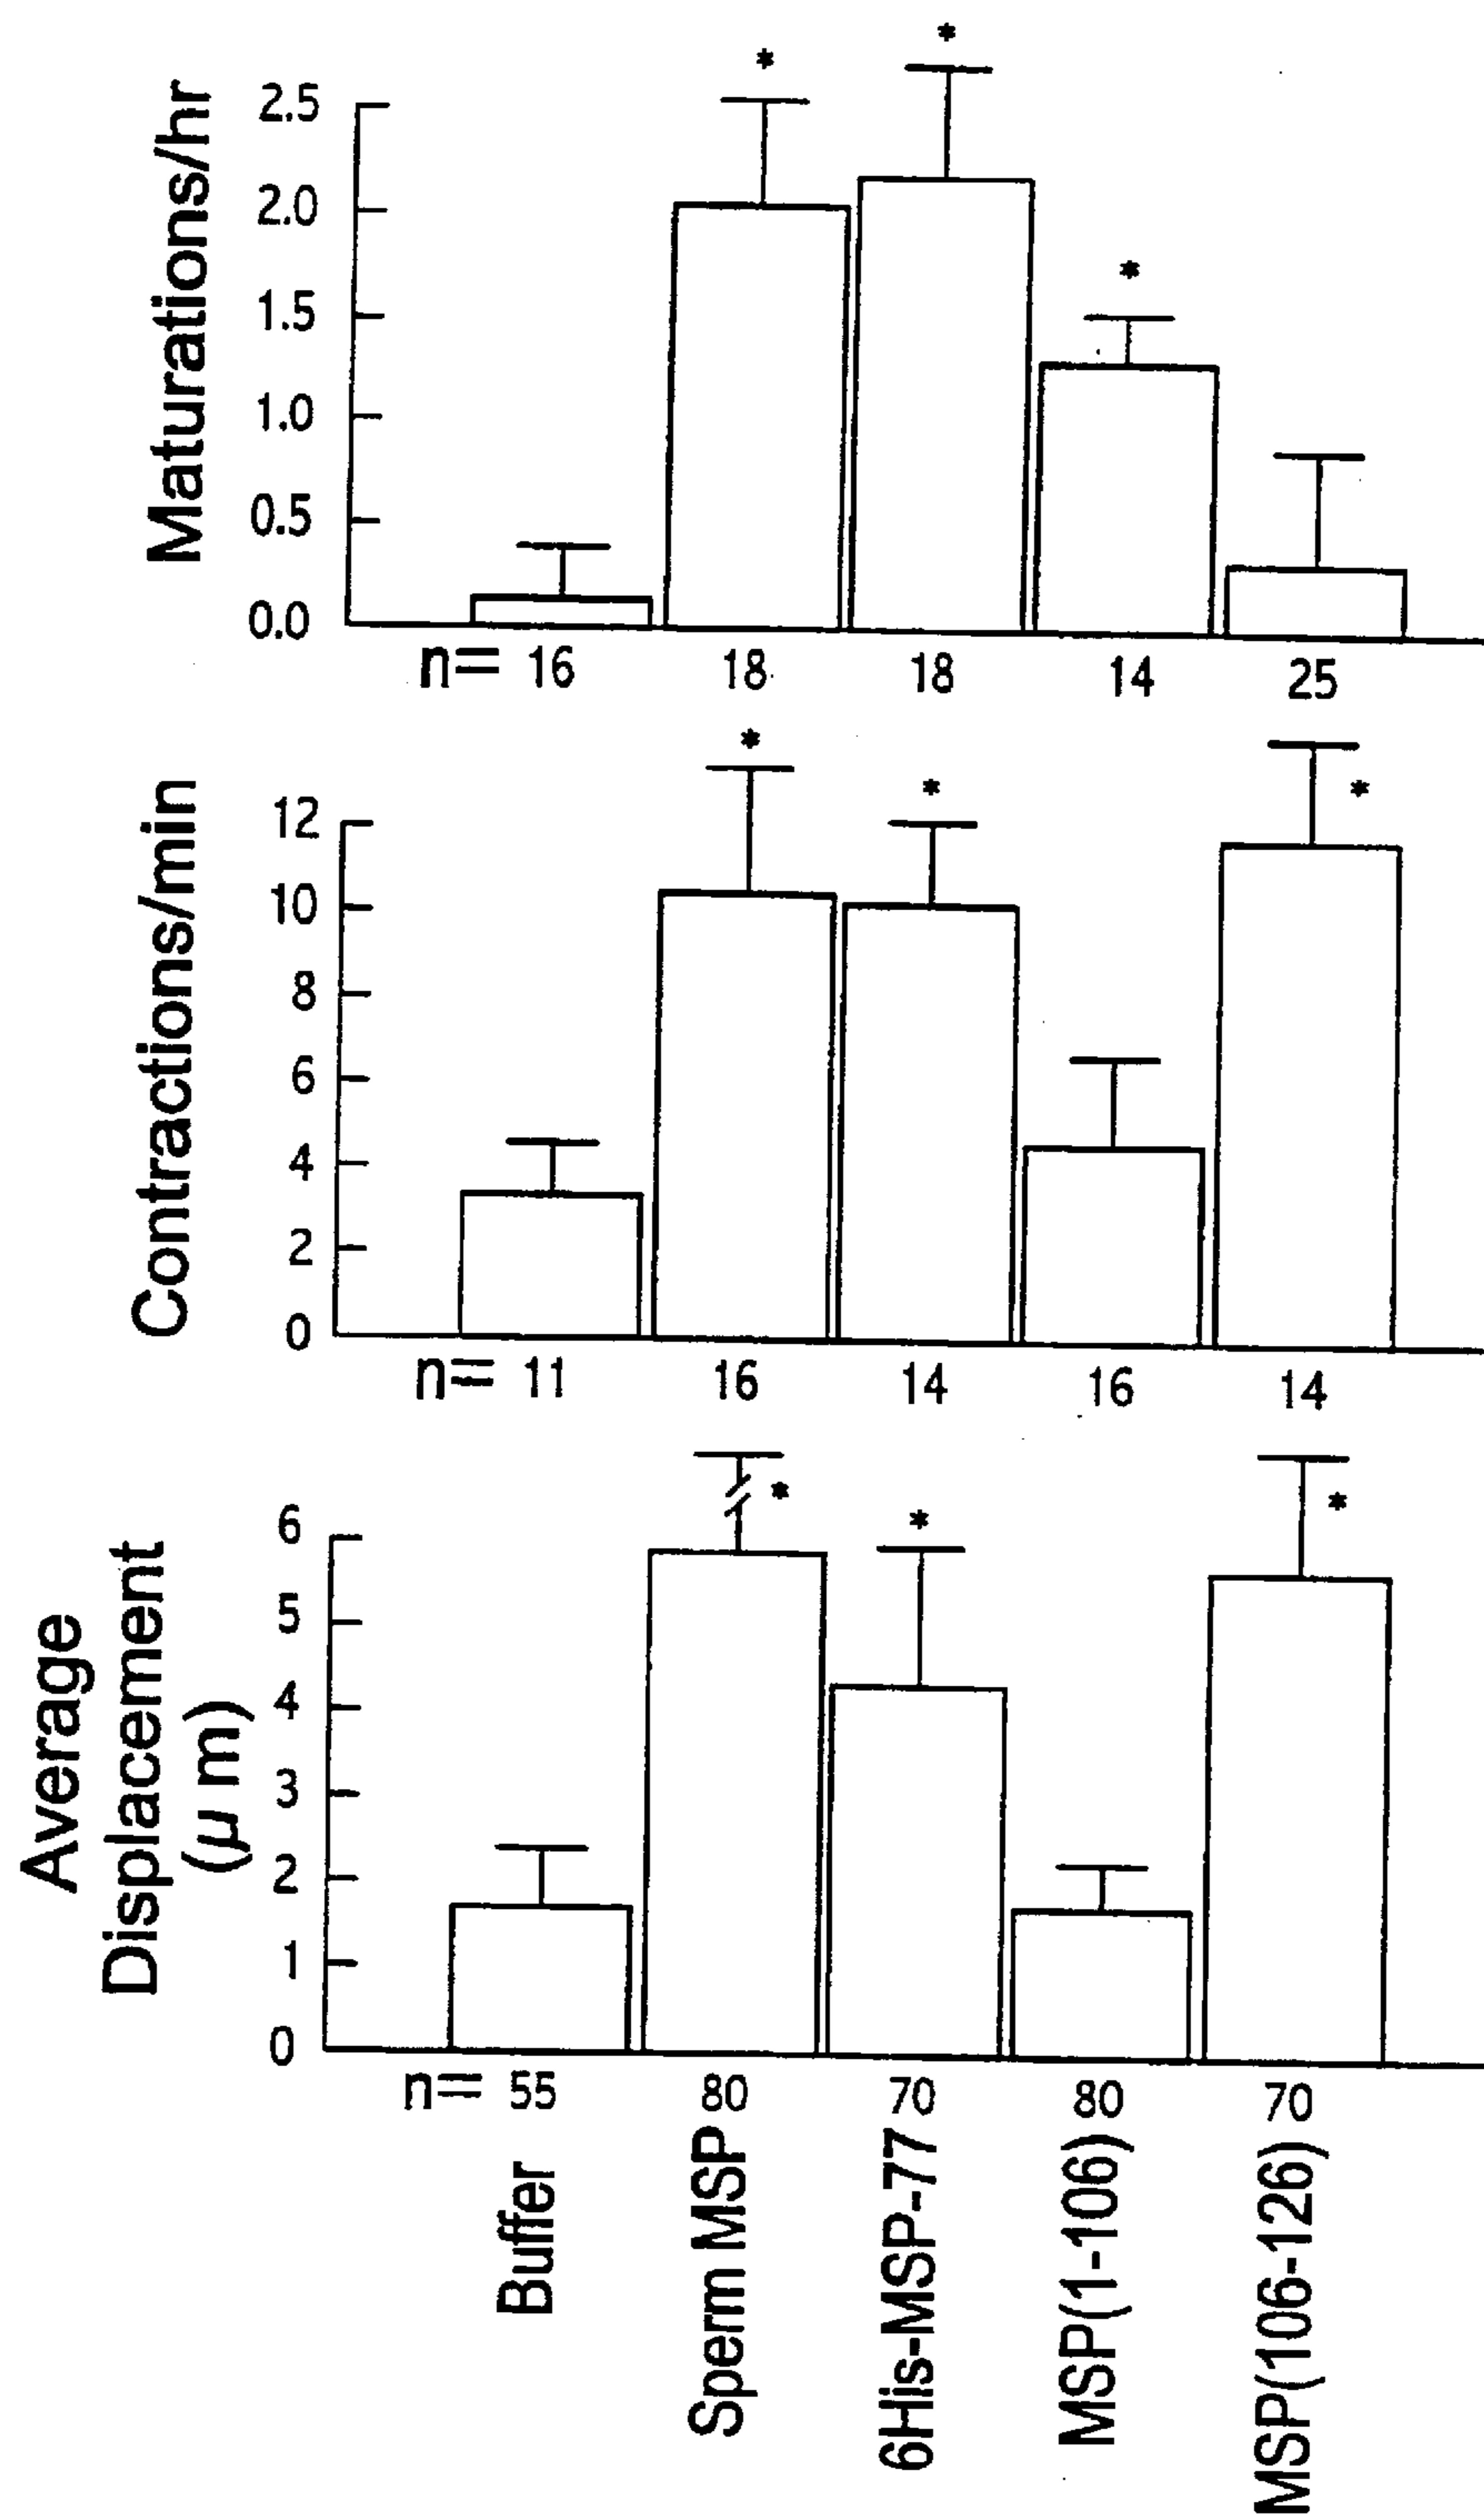 Maturations/hr
2.5
2.0
1.5
1.0
0.5
0.0
* * *
n= 16 18 18 14 25
Contractions/min
12
10
8
6
4
2
0
* * *
n= 11 16 14 16 14
Average
Displacement
(μm)
6
5
4
3
2
1
0
* * *
n= 55 80 70 80 70
Buffer
Sperm MSP
6His-MSP-77
MSP(1-106)
MSP(106-126)